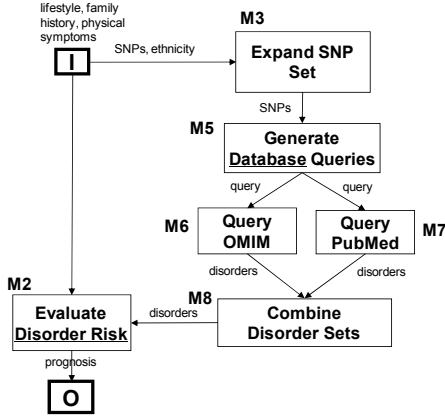 lifestyle, family
history, physical
symptoms
M3
I
SNPs, ethnicity
Expand SNP
Set
SNPs
M5
Generate
Database Queries
query
query
M6
Query
OMIM
Query
PubMed
M7
disorders
disorders
M2
M8
Evaluate
Disorder Risk
disorders
Combine
Disorder Sets
prognosis
O